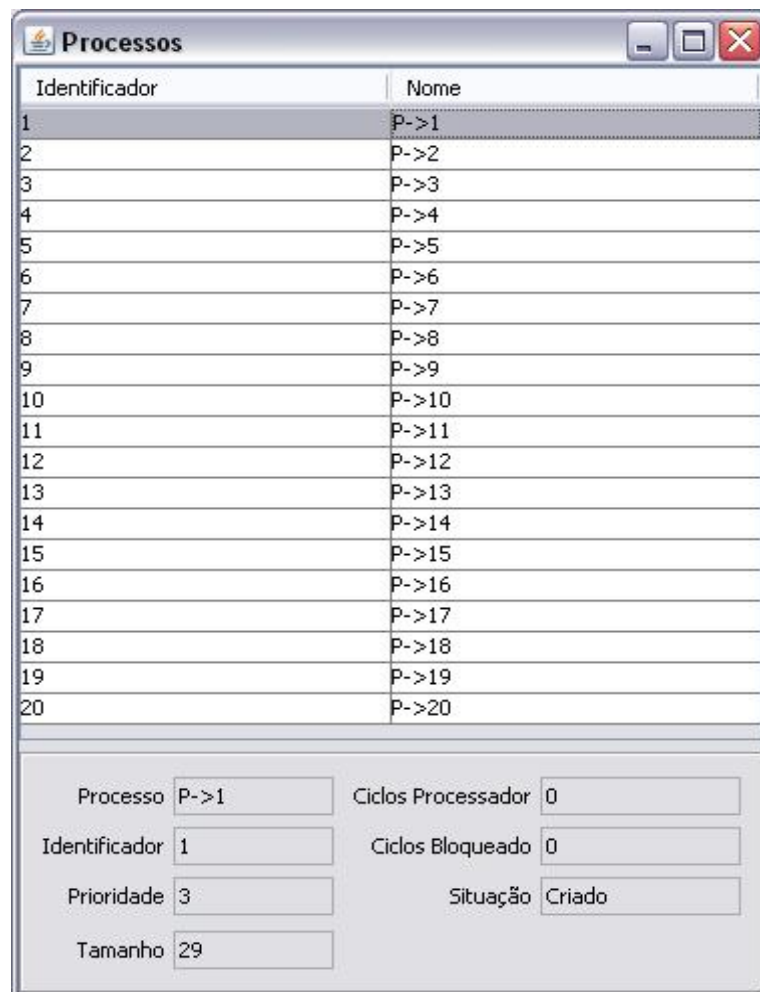 Processos
Identificador Nome
1 P->1
2 P->2
3 P->3
4 P->4
5 P->5
6 P->6
7 P->7
8 P->8
9 P->9
10 P->10
11 P->11
12 P->12
13 P->13
14 P->14
15 P->15
16 P->16
17 P->17
18 P->18
19 P->19
20 P->20
Processo P->1 Ciclos Processador 0
Identificador 1 Ciclos Bloqueado 0
Prioridade 3 Situação Criado
Tamanho 29